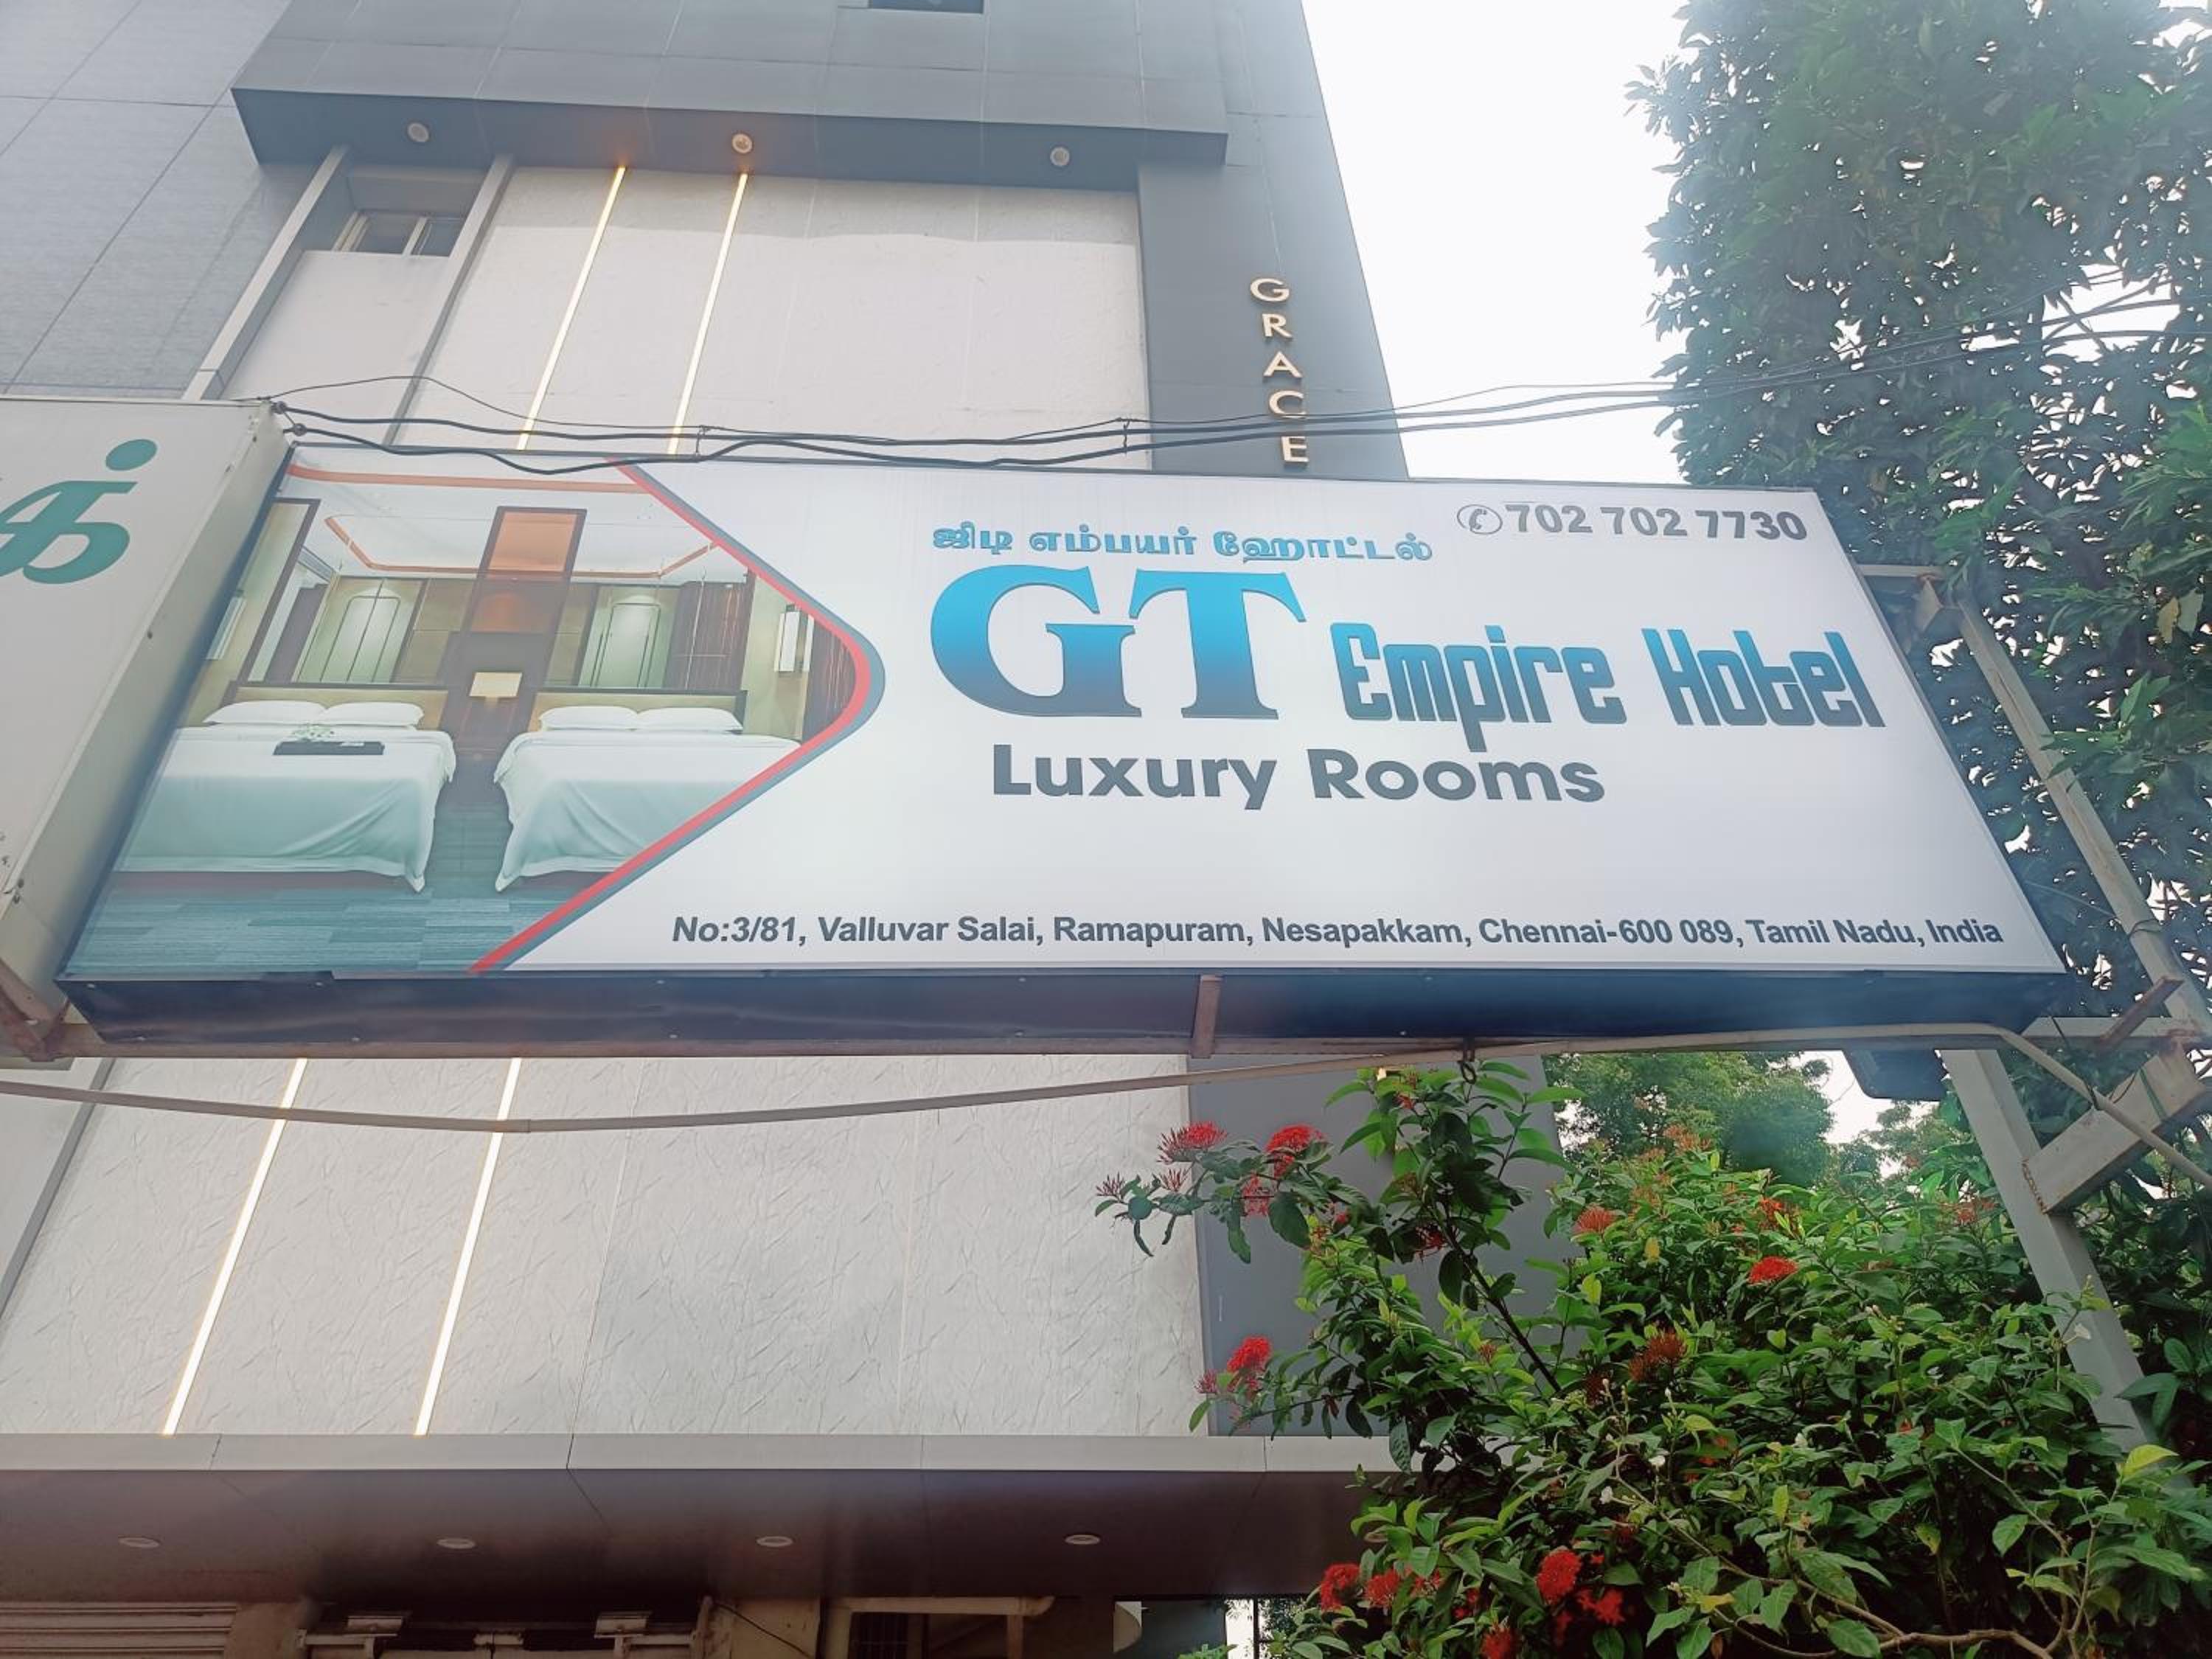 GRACE
702 702 7730
ஜிடி எம்பயர் ஹோட்டல்
GT Empire Hotel
Luxury Rooms
No:3/81, Valluvar Salai, Ramapuram, Nesapakkam, Chennai-600 089, Tamil Nadu, India